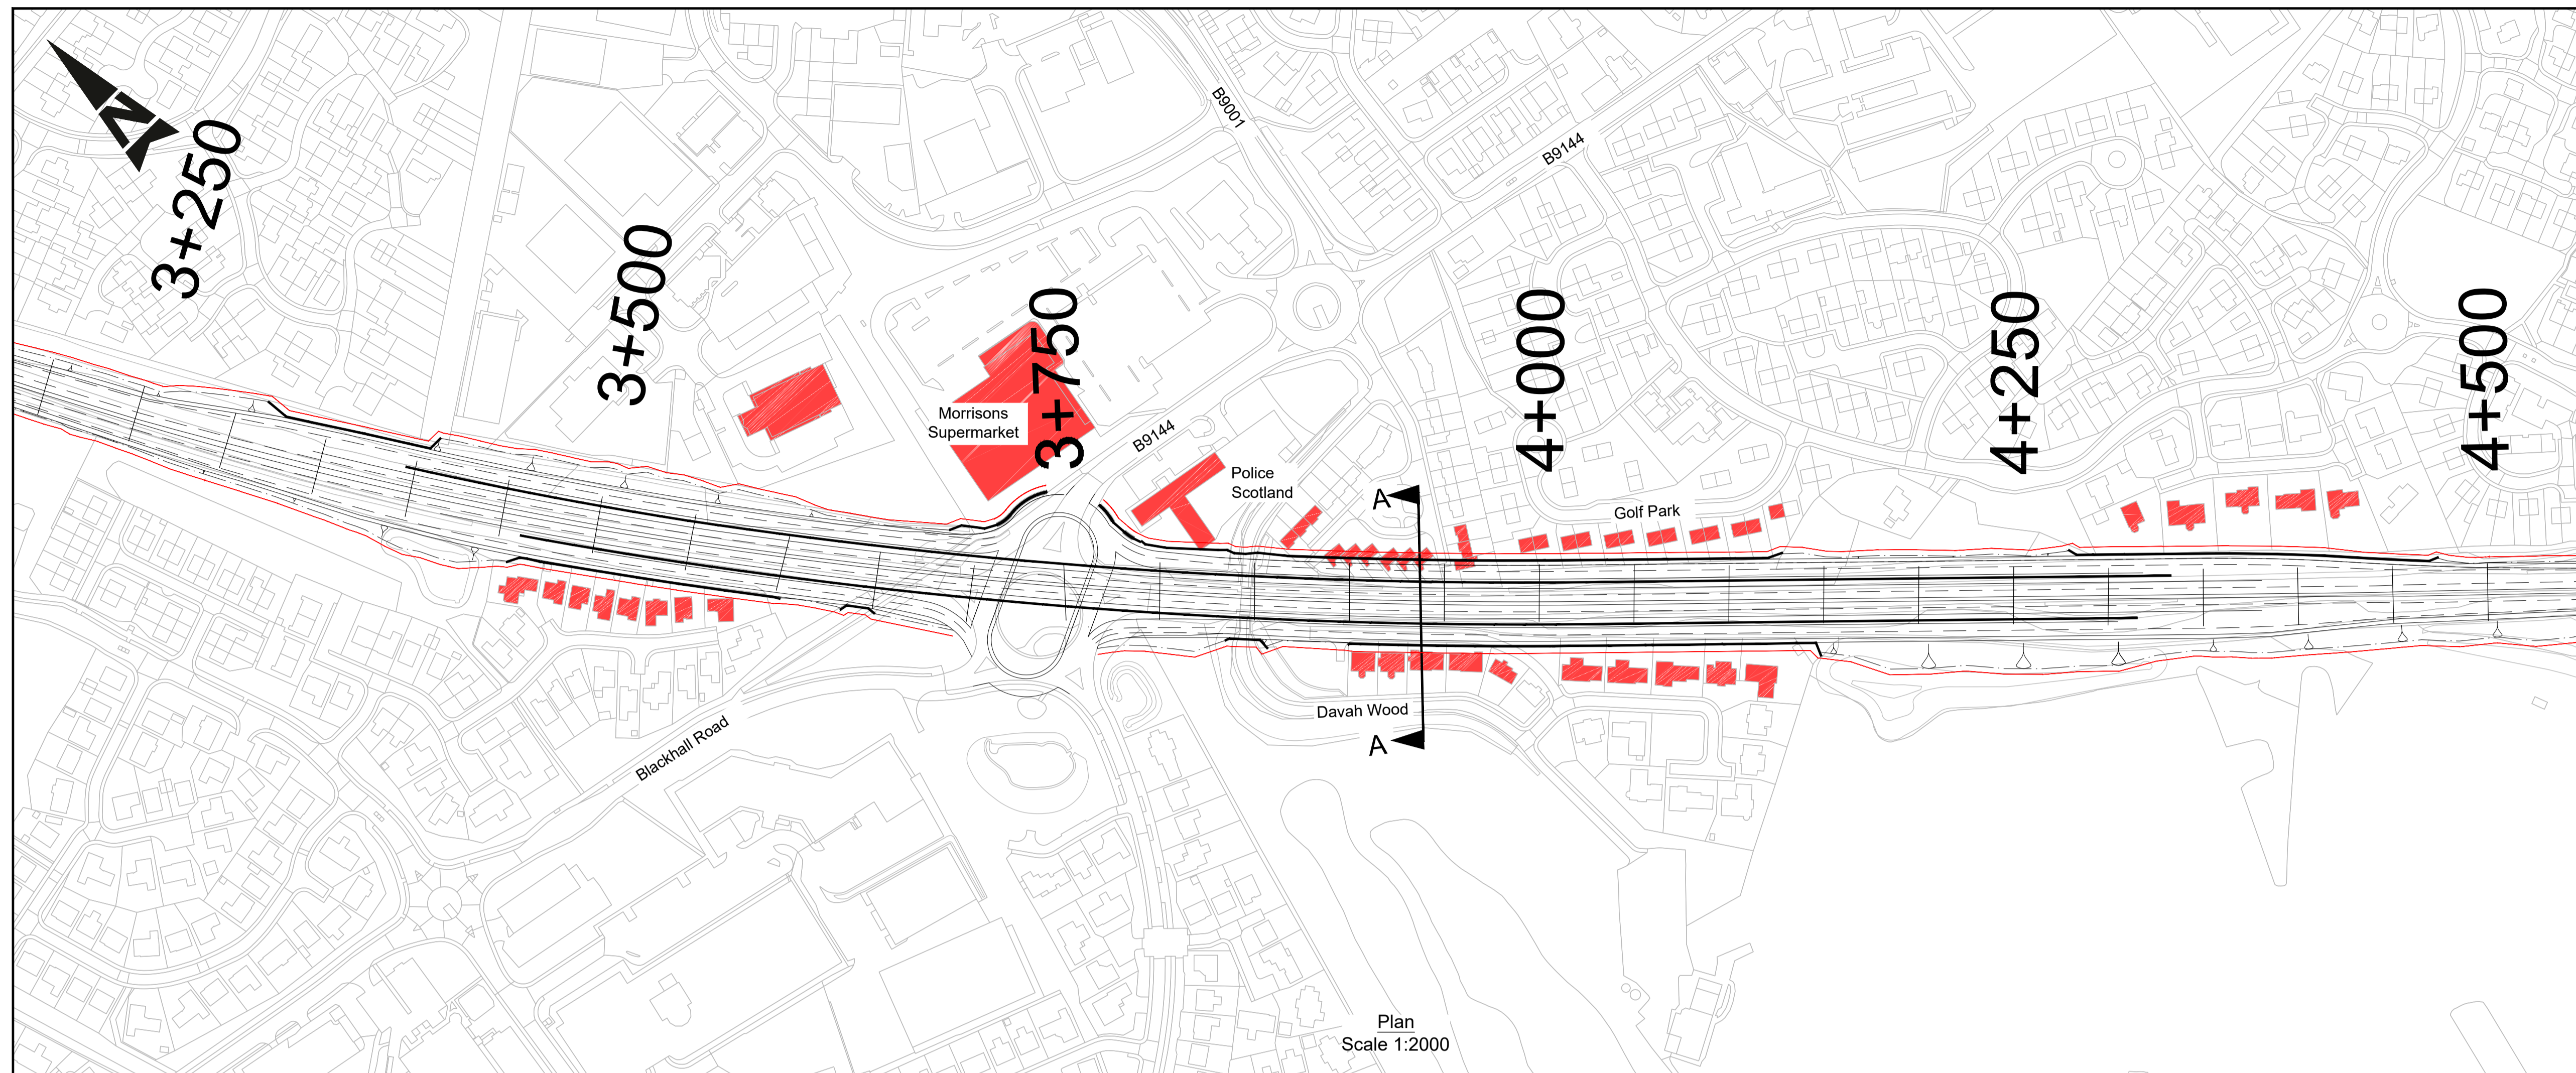 N
3+250
3+500
3+750
4+000
4+250
4+500
B9001
B9144
Morrisons
Supermarket
B9144
Police
Scotland
A
Golf Park
Davah Wood
A
Blackhall Road
Plan
Scale 1:2000